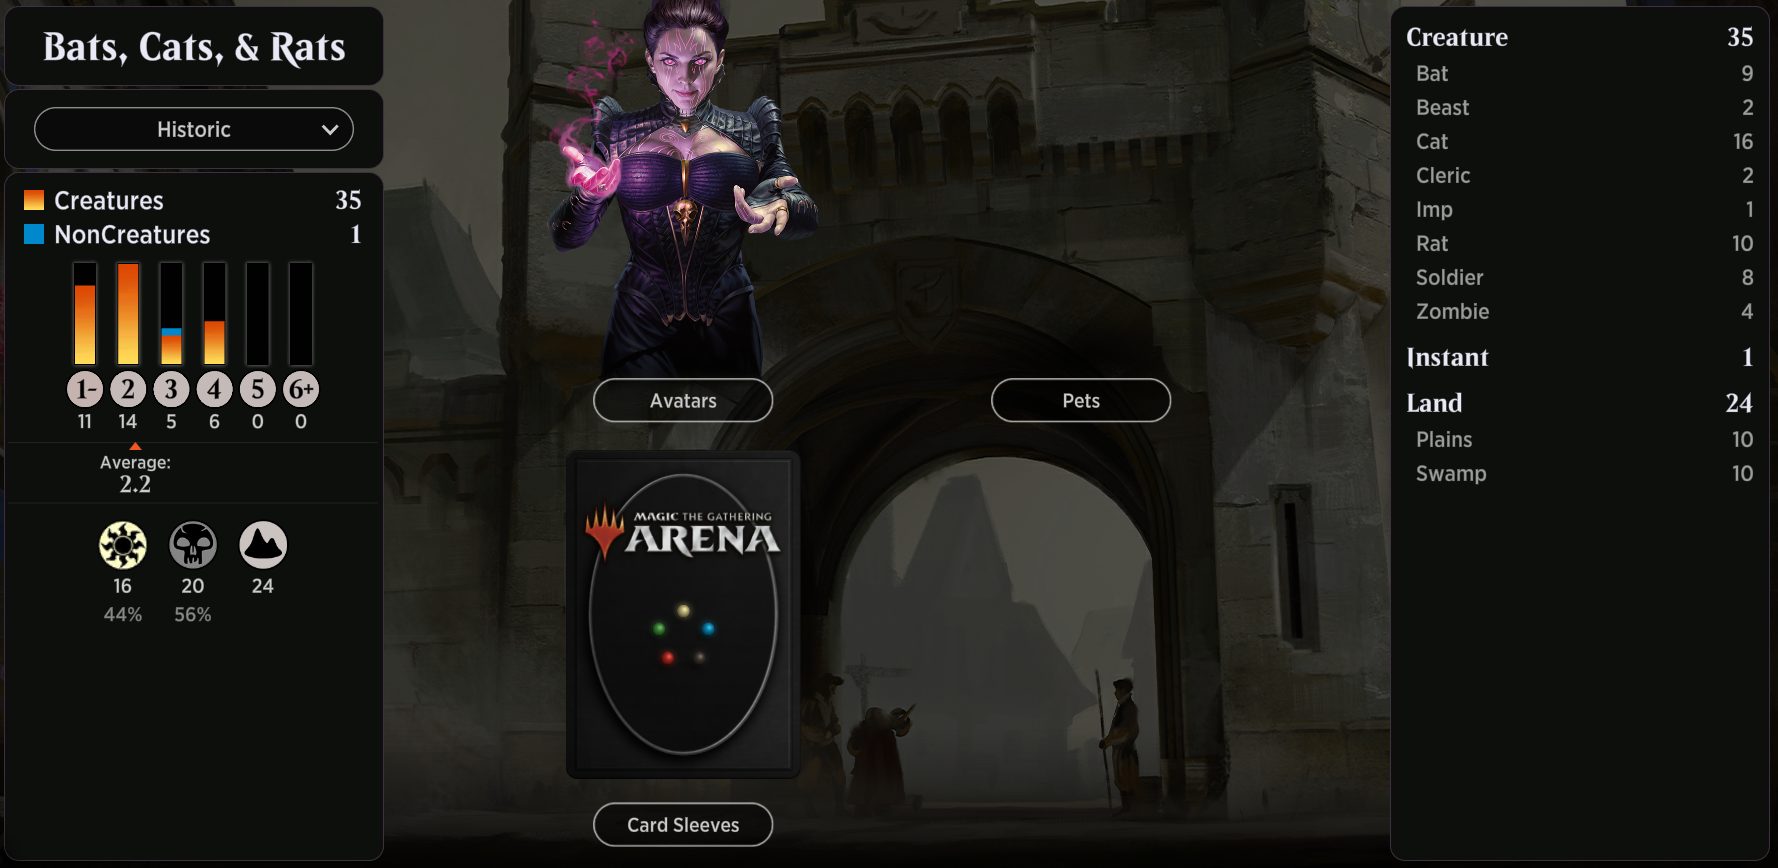 Bats, Cats, & Rats
Historic
Creatures 35
NonCreatures 1
1- 2 3 4 5 6+
11 14 5 6 0 0
Average:
2.2
16 20 24
44% 56%
Avatars
Pets
MAGIC THE GATHERING
ARENA
Card Sleeves
Creature 35
Bat 9
Beast 2
Cat 16
Cleric 2
Imp 1
Rat 10
Soldier 8
Zombie 4
Instant 1
Land 24
Plains 10
Swamp 10